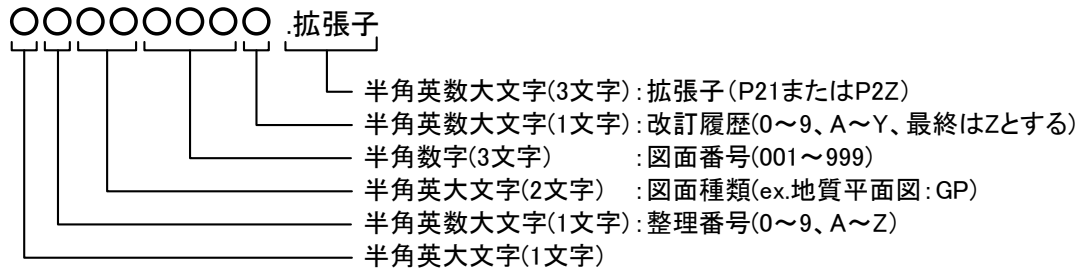 ○○○○○○○○.拡張子
半角英数大文字(3文字):拡張子(P21またはP2Z)
半角英数大文字(1文字):改訂履歴(0~9、A~Y、最終はZとする)
半角数字(3文字) :図面番号(001~999)
半角英大文字(2文字) :図面種類(ex.地質平面図:GP)
半角英数大文字(1文字):整理番号(0~9、A~Z)
半角英大文字(1文字)